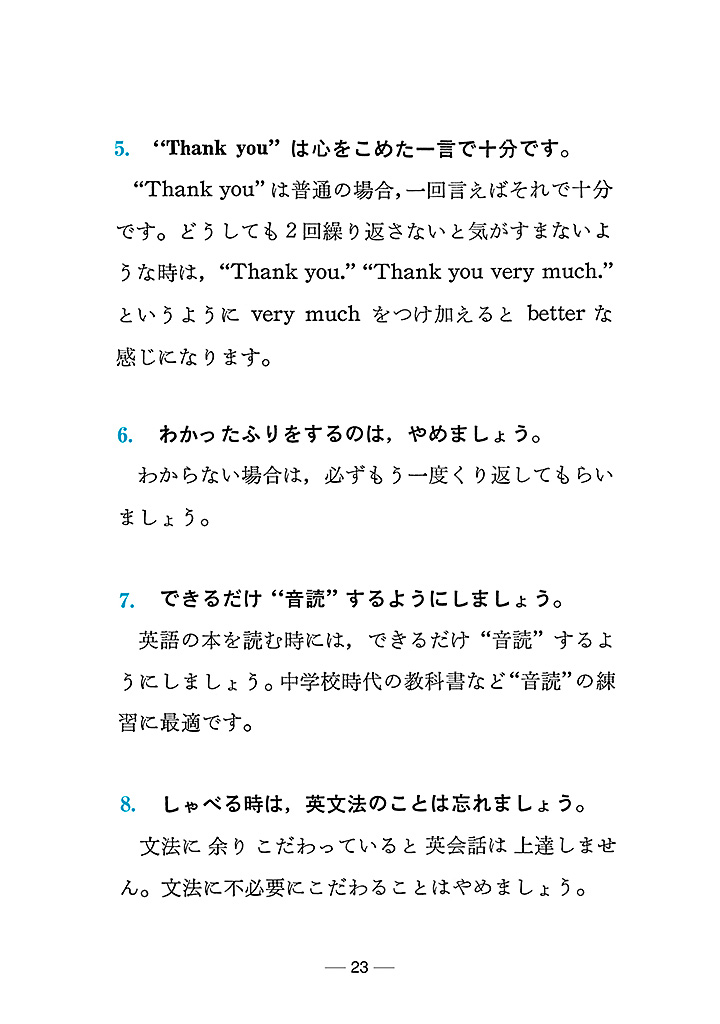 5. “Thank you” は心をこめた一言で十分です。
“Thank you” は普通の場合, 一回言えばそれで十分
です。どうしても２回繰り返さないと気がすまないよ
うな時は, “Thank you.” “Thank you very much.”
というように very much をつけ加えると better な
感じになります。
6. わかったふりをするのは, やめましょう。
わからない場合は, 必ずもう一度くり返してもらい
ましょう。
7. できるだけ “音読” するようにしましょう。
英語の本を読む時には, できるだけ “音読” するよ
うにしましょう。中学校時代の教科書など“音読”の練
習に最適です。
8. しゃべる時は, 英文法のことは忘れましょう。
文法に 余り こだわっていると 英会話は 上達しませ
ん。文法に不必要にこだわることはやめましょう。
— 23 —